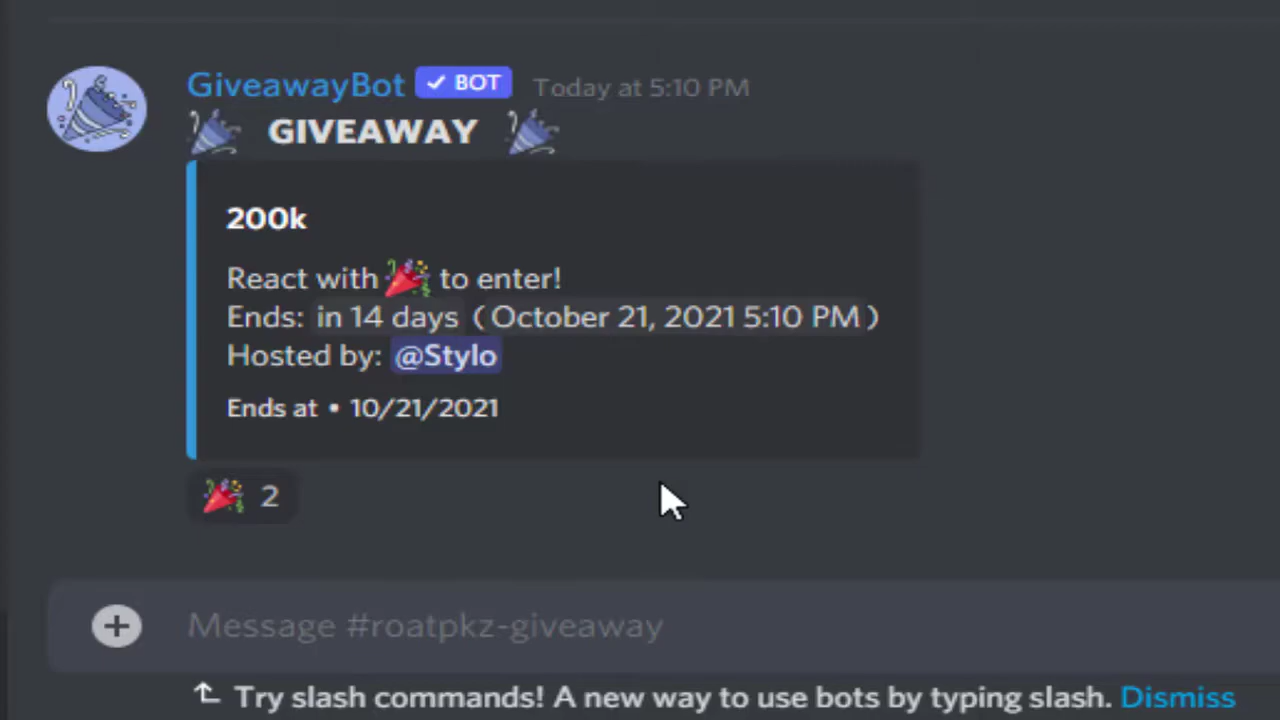 GiveawayBot ✓ BOT Today at 5:10 PM
🎉 GIVEAWAY 🎉
200k
React with 🎉 to enter!
Ends: in 14 days (October 21, 2021 5:10 PM)
Hosted by: @Stylo
Ends at • 10/21/2021
🎉 2
Message #roatpkz-giveaway
Try slash commands! A new way to use bots by typing slash. Dismiss